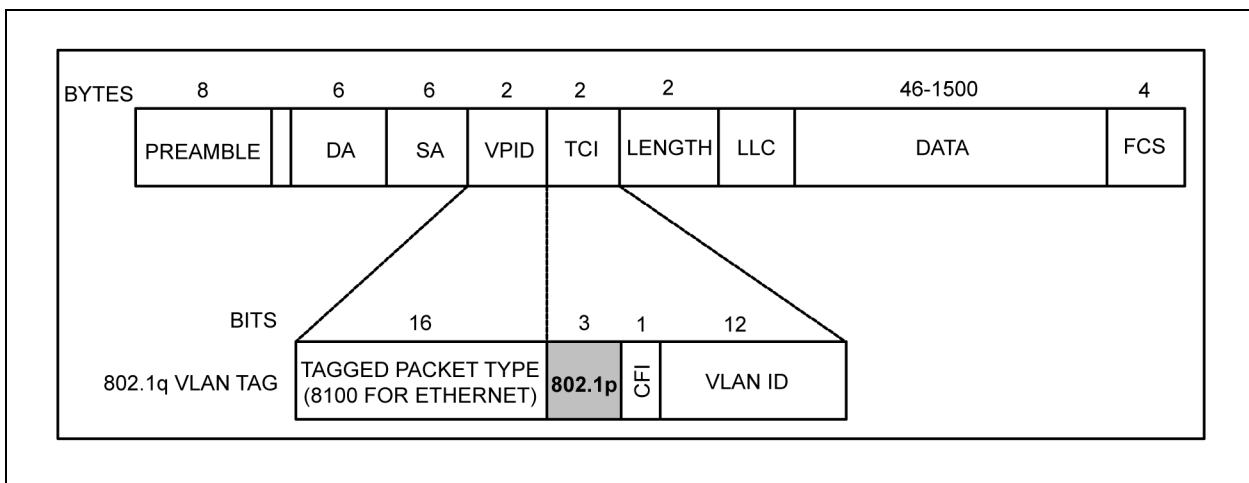 BYTES 8 6 6 2 2 2 46-1500 4
PREAMBLE DA SA VPID TCI LENGTH LLC DATA FCS
BITS 16 3 1 12
802.1q VLAN TAG TAGGED PACKET TYPE (8100 FOR ETHERNET) 802.1p CFI VLAN ID